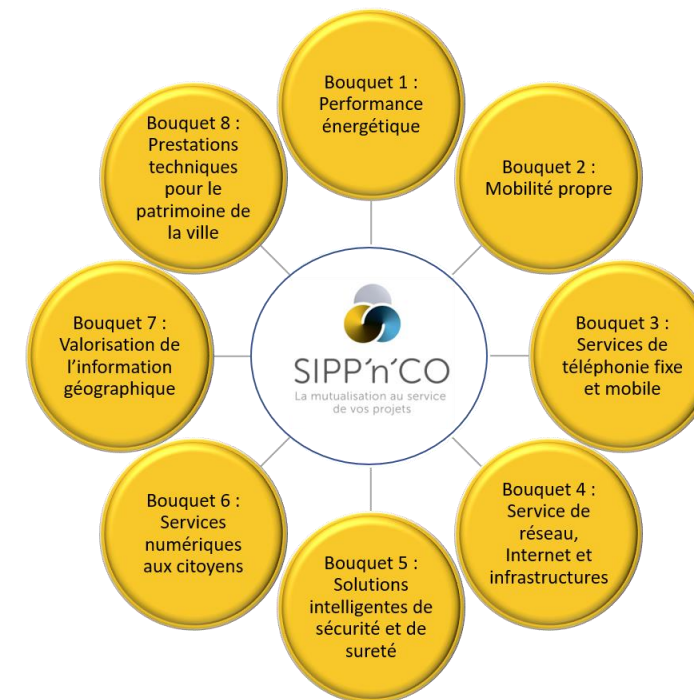 Bouquet 1 :
Performance
énergétique
Bouquet 2 :
Mobilité propre
Bouquet 3 :
Services de
téléphonie fixe
et mobile
Bouquet 4 :
Service de
réseau,
Internet et
infrastructures
Bouquet 5 :
Solutions
intelligentes de
sécurité et de
sureté
Bouquet 6 :
Services
numériques
aux citoyens
Bouquet 7 :
Valorisation de
l’information
géographique
Bouquet 8 :
Prestations
techniques
pour le
patrimoine de
la ville
SIPP’n’CO
La mutualisation au service
de vos projets